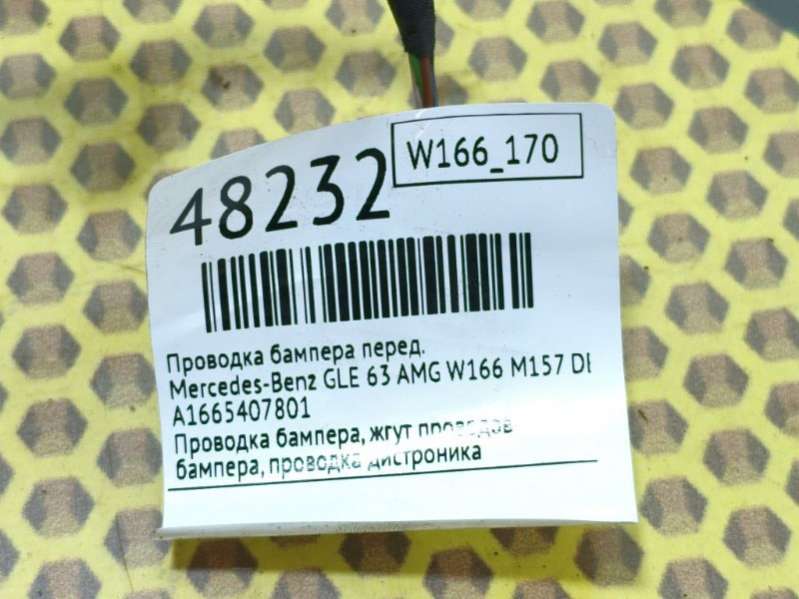 W166_170
48232
Проводка бампера перед.
Mercedes-Benz GLE 63 AMG W166 M157 DE
A1665407801
Проводка бампера, жгут проводов
бампера, проводка дистроника